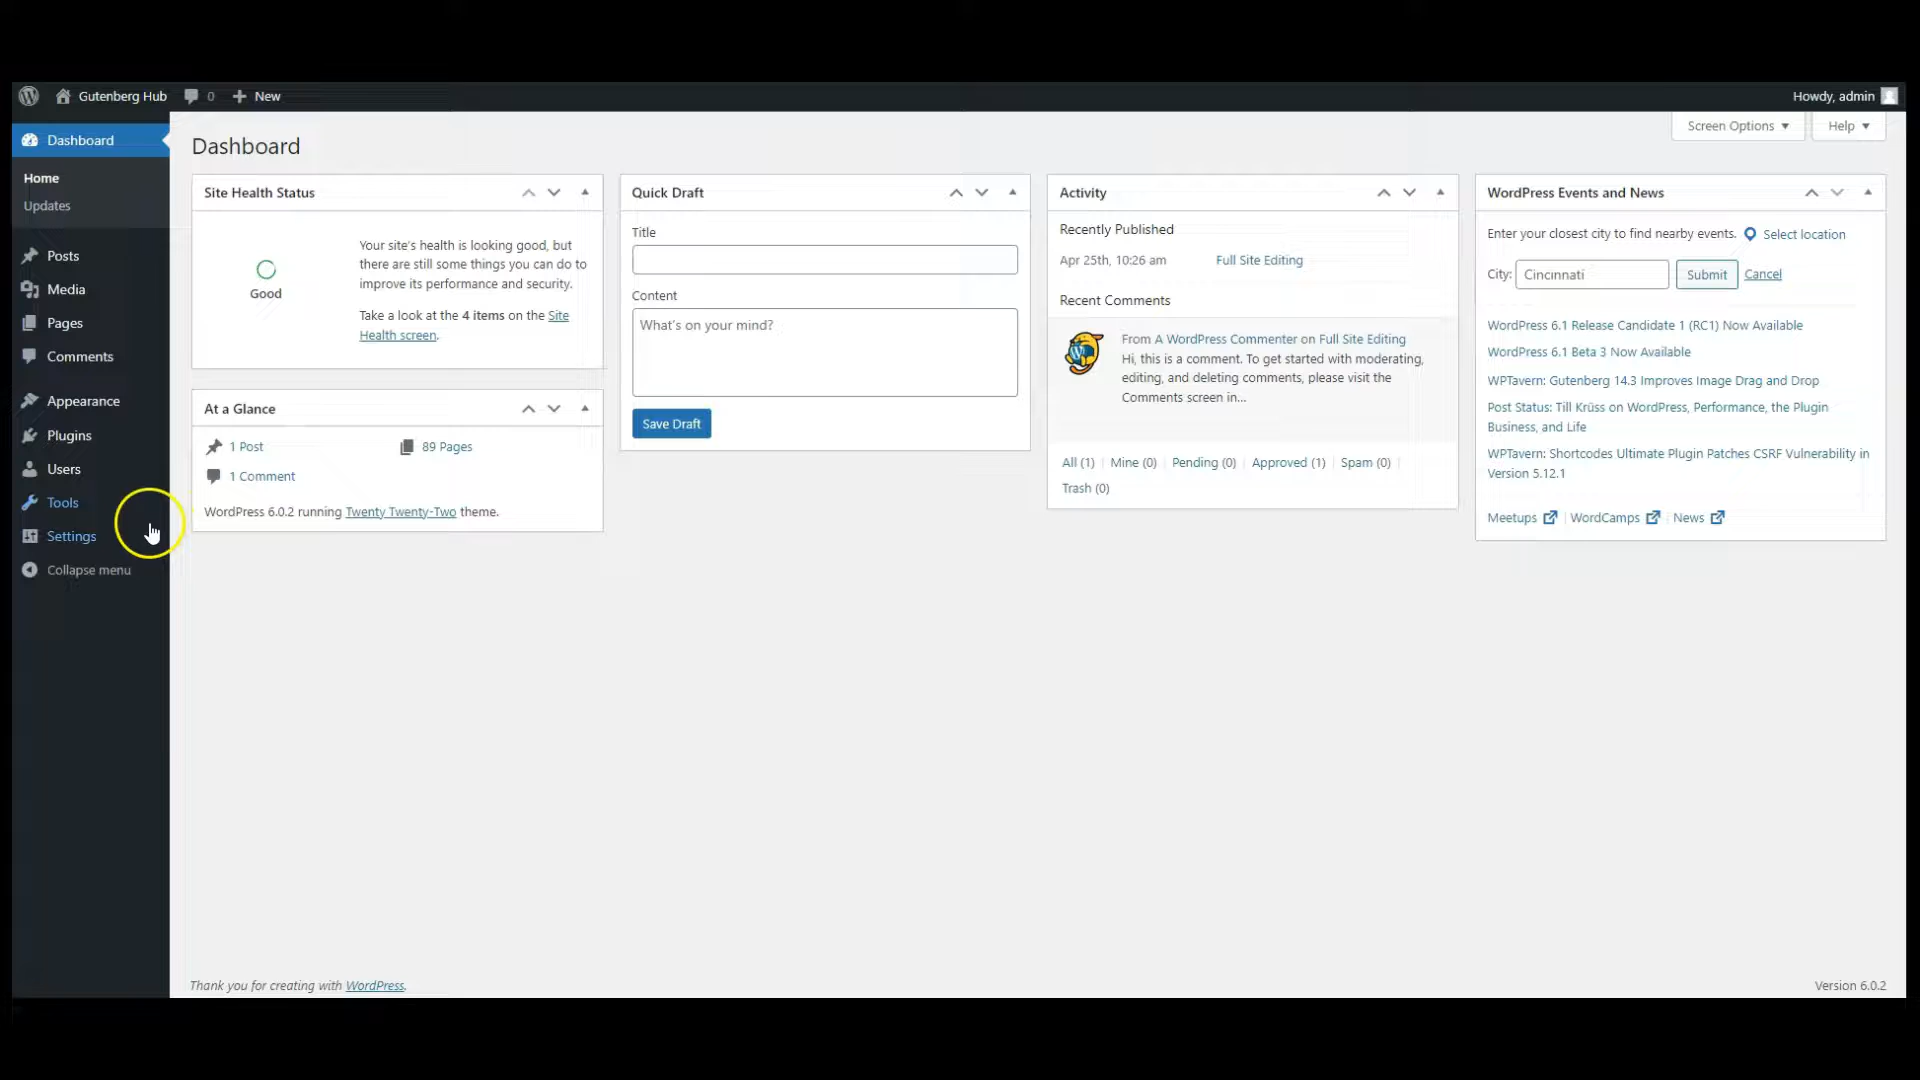 Gutenberg Hub 0 New Howdy, admin
Screen Options Help
Dashboard
Home
Updates
Posts
Media
Pages
Comments
Appearance
Plugins
Users
Tools
Settings
Collapse menu
Dashboard
Site Health Status
Good
Your site's health is looking good, but
there are still some things you can do to
improve its performance and security.
Take a look at the 4 items on the Site
Health screen.
At a Glance
1 Post 89 Pages
1 Comment
WordPress 6.0.2 running Twenty Twenty-Two theme.
Quick Draft
Title
Content
What's on your mind?
Save Draft
Activity
Recently Published
Apr 25th, 10:26 am Full Site Editing
Recent Comments
From A WordPress Commenter on Full Site Editing
Hi, this is a comment. To get started with moderating,
editing, and deleting comments, please visit the
Comments screen in...
All (1) | Mine (0) | Pending (0) | Approved (1) | Spam (0) |
Trash (0)
WordPress Events and News
Enter your closest city to find nearby events. Select location
City: Cincinnati Submit Cancel
WordPress 6.1 Release Candidate 1 (RC1) Now Available
WordPress 6.1 Beta 3 Now Available
WPTavern: Gutenberg 14.3 Improves Image Drag and Drop
Post Status: Till Krüss on WordPress, Performance, the Plugin
Business, and Life
WPTavern: Shortcodes Ultimate Plugin Patches CSRF Vulnerability in
Version 5.12.1
Meetups | WordCamps | News
Thank you for creating with WordPress.
Version 6.0.2